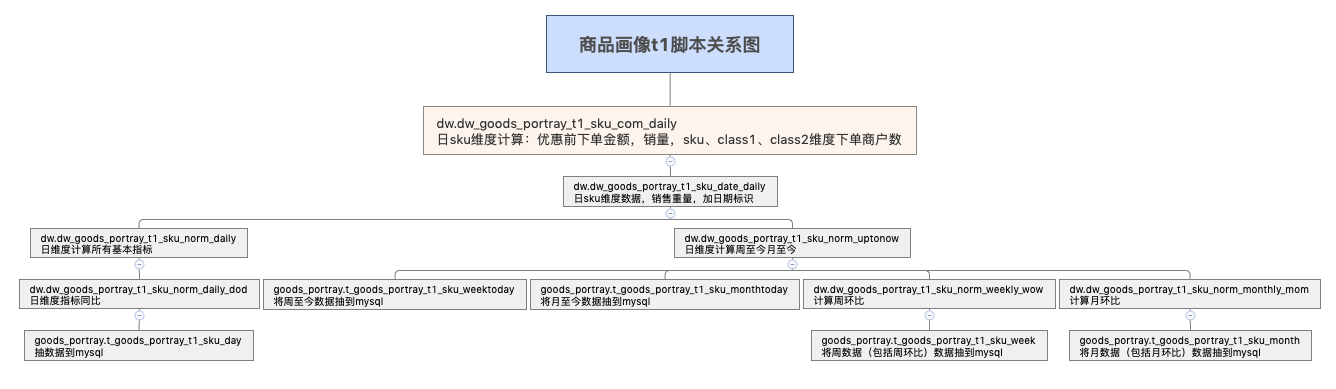 商品画像t1脚本关系图
dw.dw_goods_portray_t1_sku_com_daily
日sku维度计算：优惠前下单金额，销量，sku、class1、class2维度下单商户数
dw.dw_goods_portray_t1_sku_date_daily
日sku维度数据，销售重量，加日期标识
dw.dw_goods_portray_t1_sku_norm_daily
日维度计算所有基本指标
dw.dw_goods_portray_t1_sku_norm_uptonow
日维度计算周至今月至今
dw.dw_goods_portray_t1_sku_norm_daily_dod
日维度指标同比
goods_portray.t_goods_portray_t1_sku_weektoday
将周至今数据抽到mysql
goods_portray.t_goods_portray_t1_sku_monthtoday
将月至今数据抽到mysql
dw.dw_goods_portray_t1_sku_norm_weekly_wow
计算周环比
dw.dw_goods_portray_t1_sku_norm_monthly_mom
计算月环比
goods_portray.t_goods_portray_t1_sku_day
抽数据到mysql
goods_portray.t_goods_portray_t1_sku_week
将周数据（包括周环比）数据抽到mysql
goods_portray.t_goods_portray_t1_sku_month
将月数据（包括月环比）数据抽到mysql